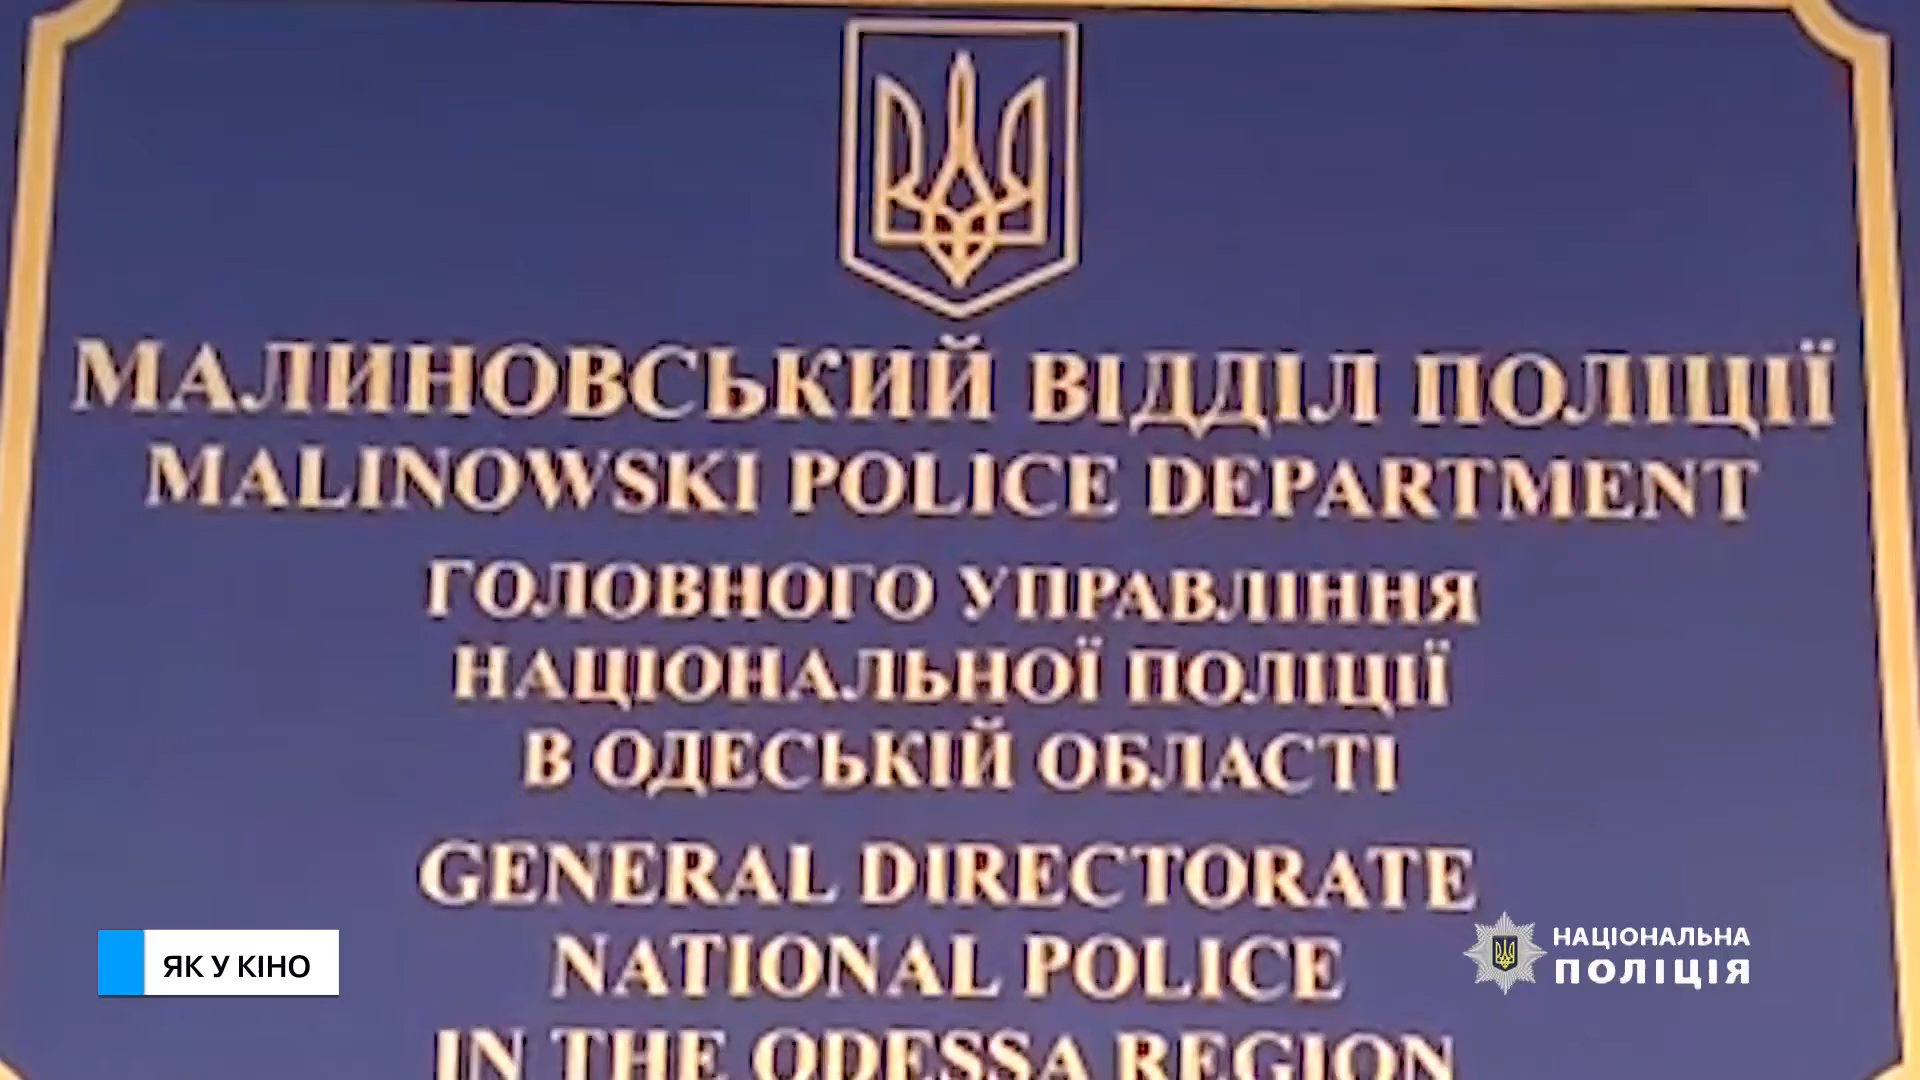 МАЛИНОВСЬКИЙ ВІДДІЛ ПОЛІЦІЇ
MALINOWSKI POLICE DEPARTMENT
ГОЛОВНОГО УПРАВЛІННЯ
НАЦІОНАЛЬНОЇ ПОЛІЦІЇ
В ОДЕСЬКІЙ ОБЛАСТІ
GENERAL DIRECTORATE
NATIONAL POLICE
IN THE ODESSA REGION
ЯК У КІНО
НАЦІОНАЛЬНА
ПОЛІЦІЯ